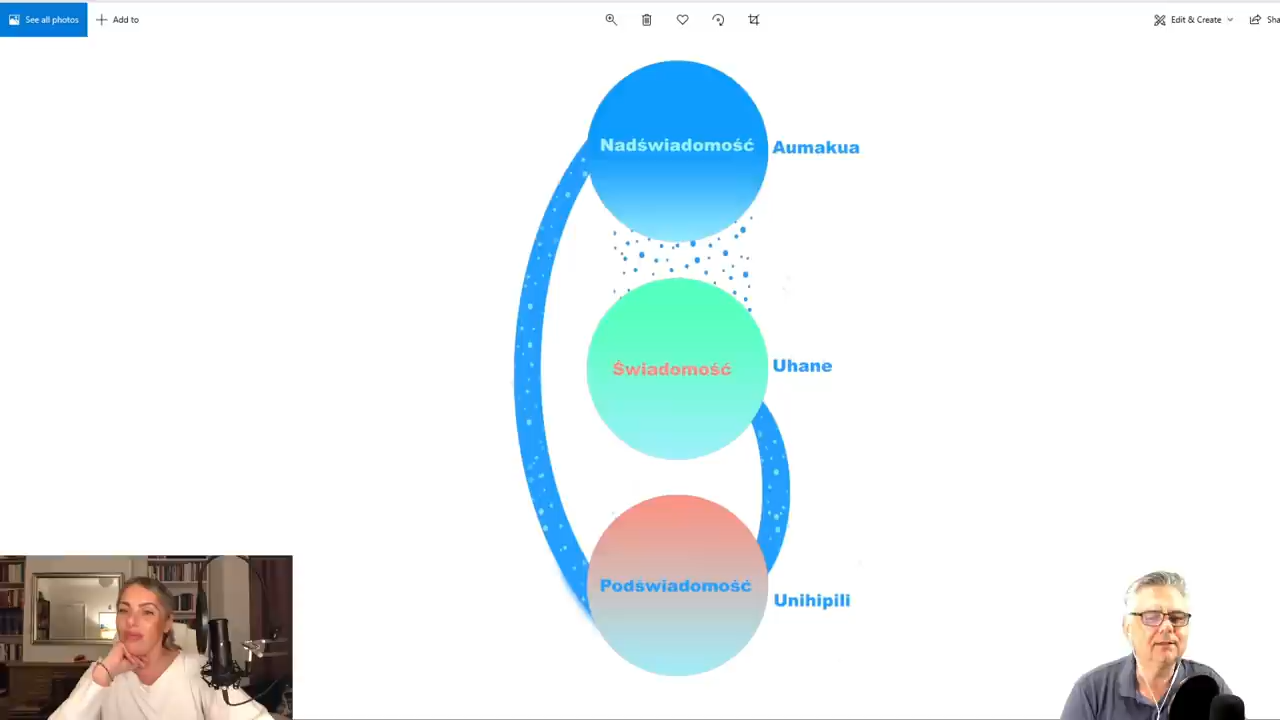 See all photos
Add to
Edit & Create
Sha
Nadświadomość
Aumakua
Świadomość
Uhane
Podświadomość
Unihipili